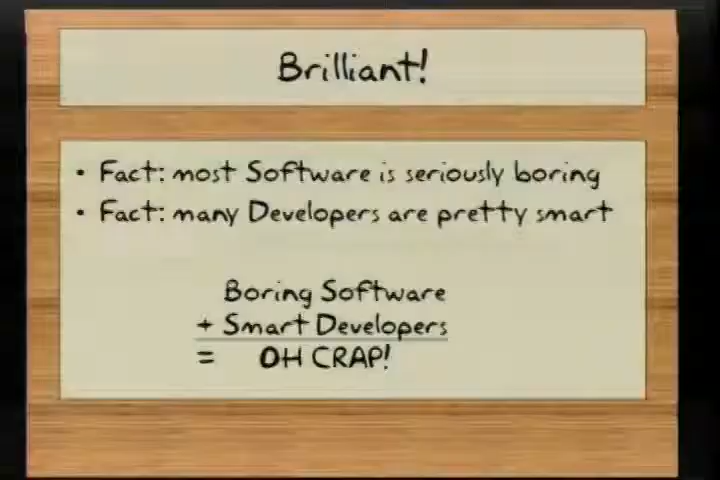 Brilliant!
• Fact: most Software is seriously boring
• Fact: many Developers are pretty smart
Boring Software
+ Smart Developers
= OH CRAP!